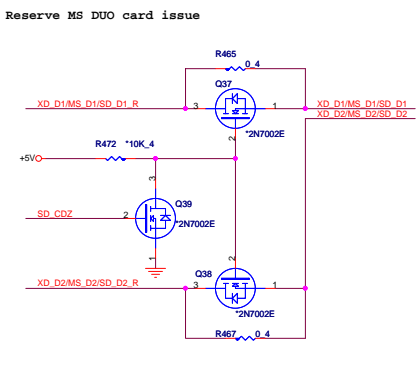 Reserve MS DUO card issue
R465
0_4
Q37
XD_D1/MS_D1/SD_D1_R
3
1
XD_D1/MS_D1/SD_D1
XD_D2/MS_D2/SD_D2
*2N7002E
2
R472
*10K_4
+5V
3
Q39
SD_CDZ
2
*2N7002E
1
2
Q38
XD_D2/MS_D2/SD_D2_R
3
1
*2N7002E
R467
0_4